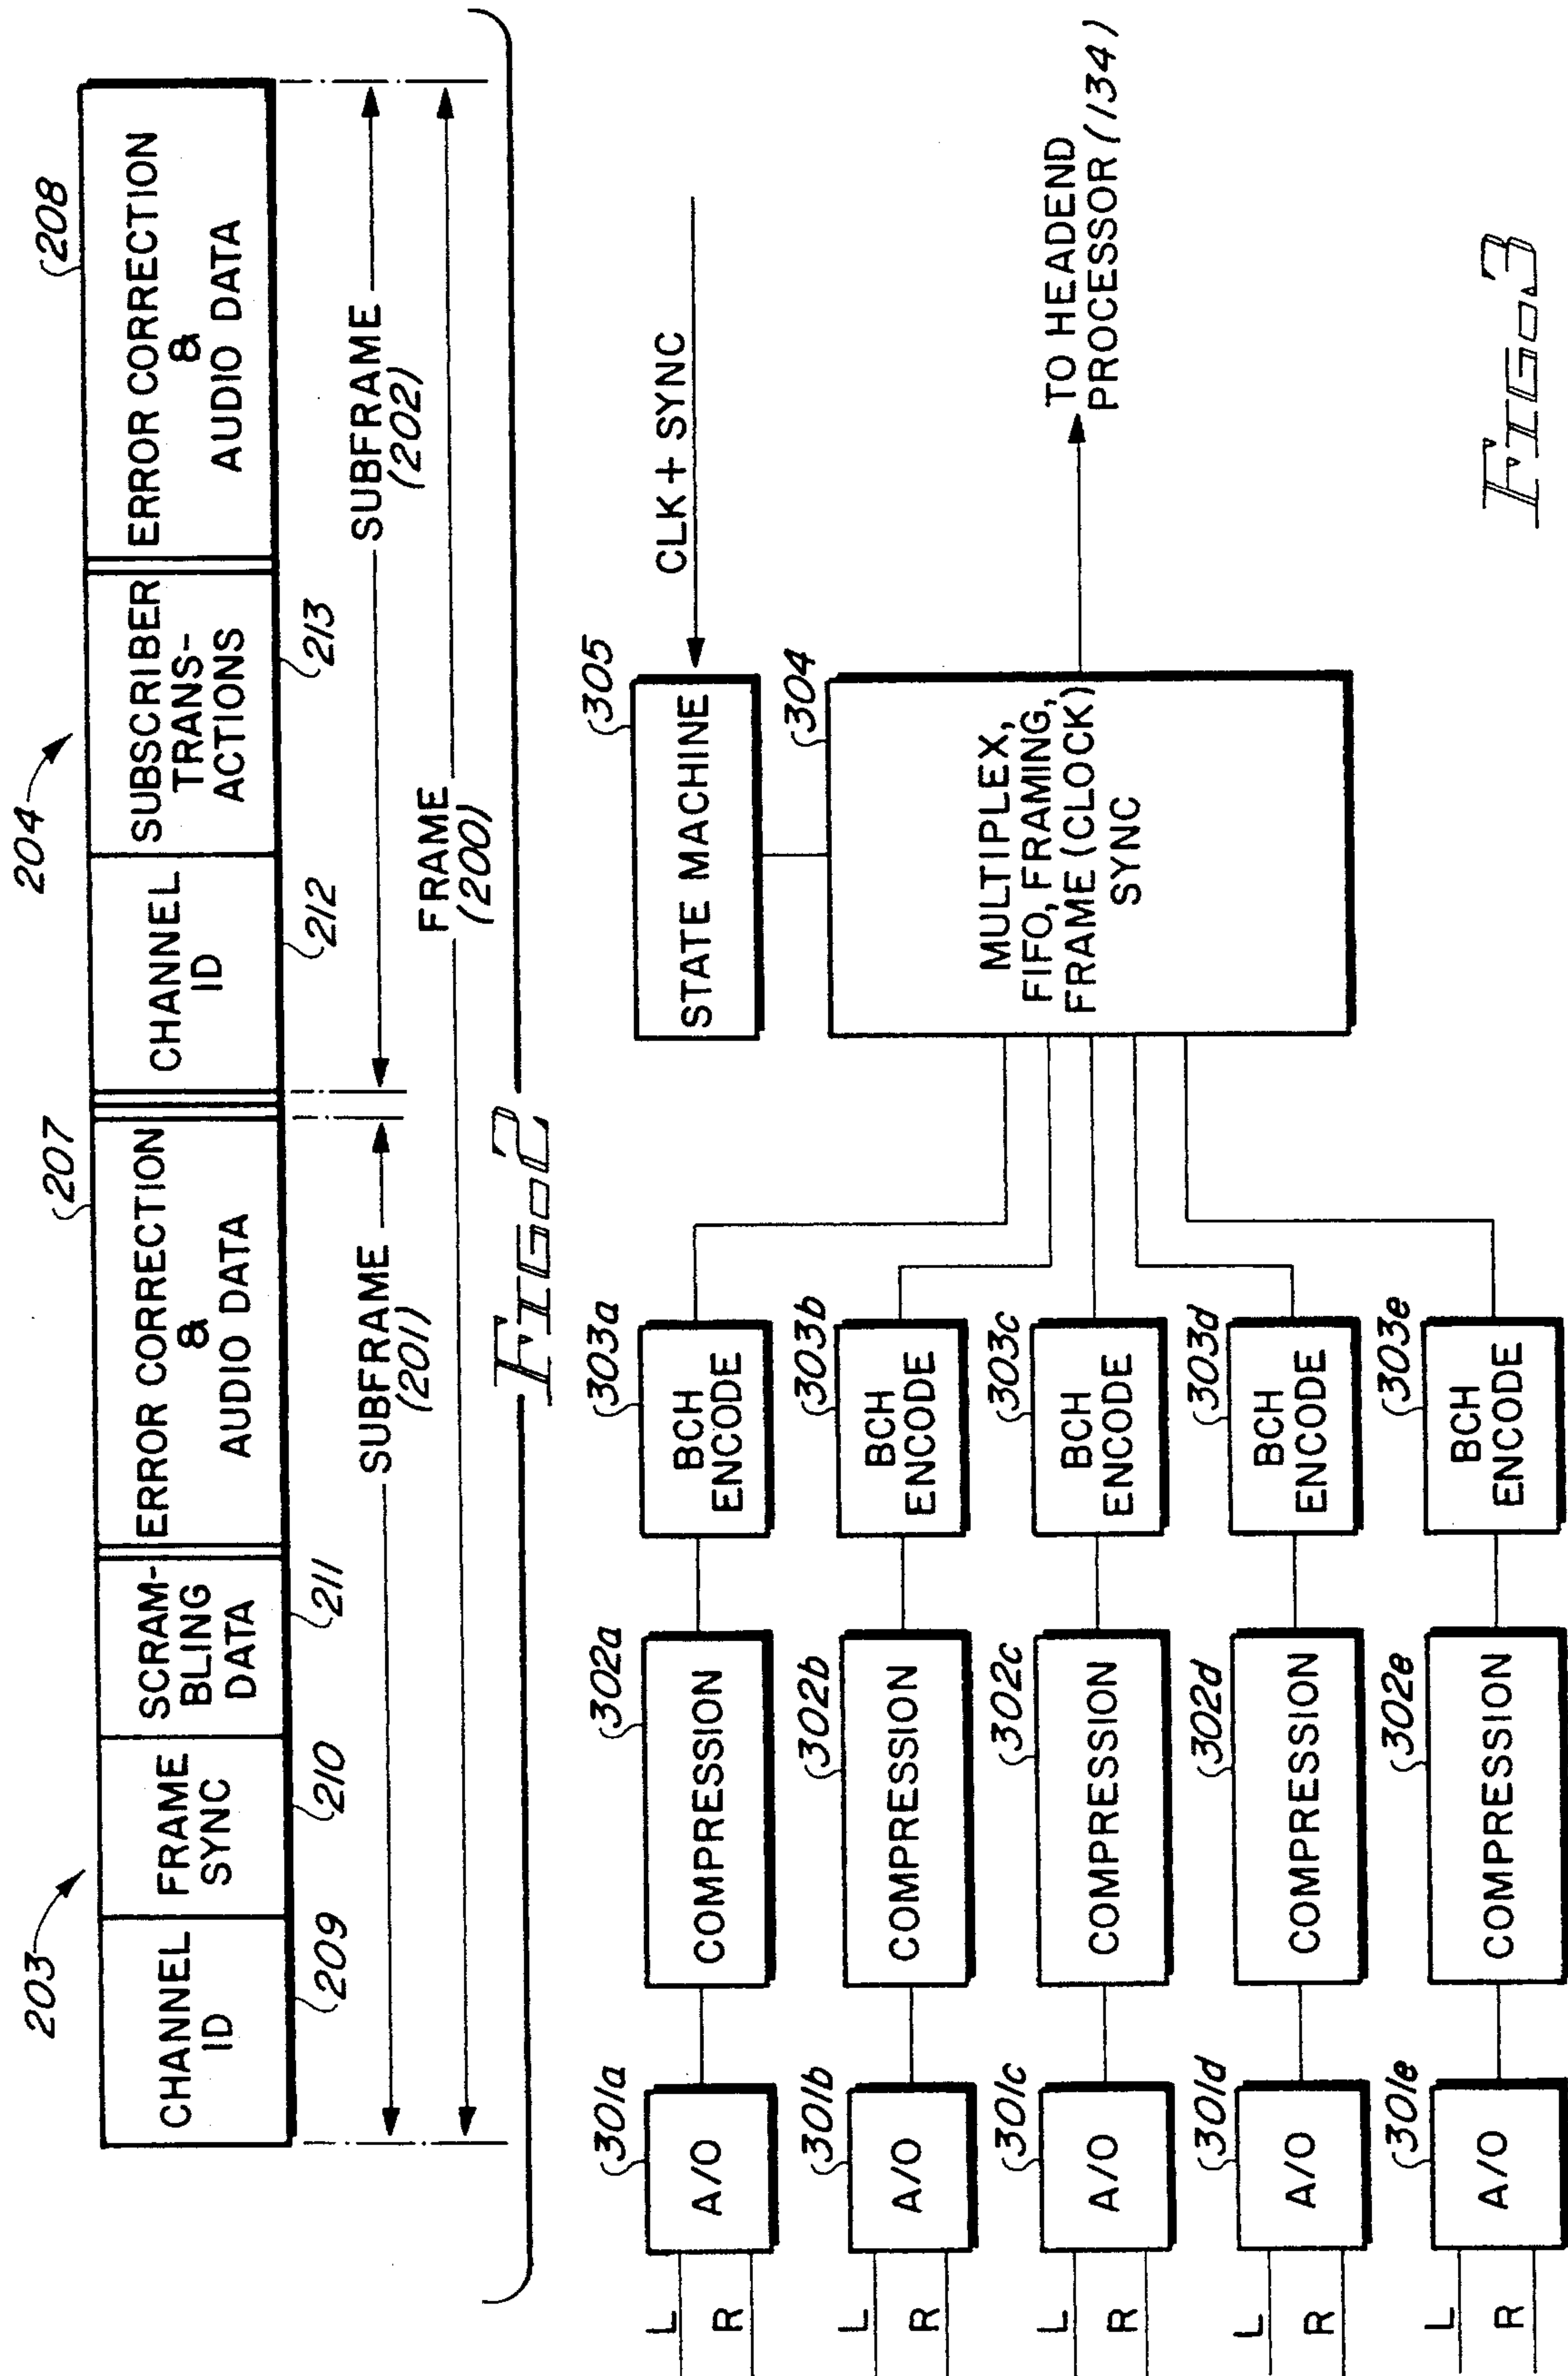 203
204
207
208
CHANNEL
ID
FRAME
SYNC
SCRAM-
BLING
DATA
ERROR CORRECTION
&
AUDIO DATA
CHANNEL
ID
SUBSCRIBER
TRANS-
ACTIONS
ERROR CORRECTION
&
AUDIO DATA
209
210
211
212
213
SUBFRAME
(201)
SUBFRAME
(202)
FRAME
(200)
FIG. 2
L
R
301a
A/O
302a
COMPRESSION
303a
BCH
ENCODE
L
R
301b
A/O
302b
COMPRESSION
303b
BCH
ENCODE
L
R
301c
A/O
302c
COMPRESSION
303c
BCH
ENCODE
L
R
301d
A/O
302d
COMPRESSION
303d
BCH
ENCODE
L
R
301e
A/O
302e
COMPRESSION
303e
BCH
ENCODE
305
STATE MACHINE
CLK + SYNC
304
MULTIPLEX,
FIFO, FRAMING,
FRAME (CLOCK)
SYNC
TO HEADEND
PROCESSOR (134)
FIG. 3